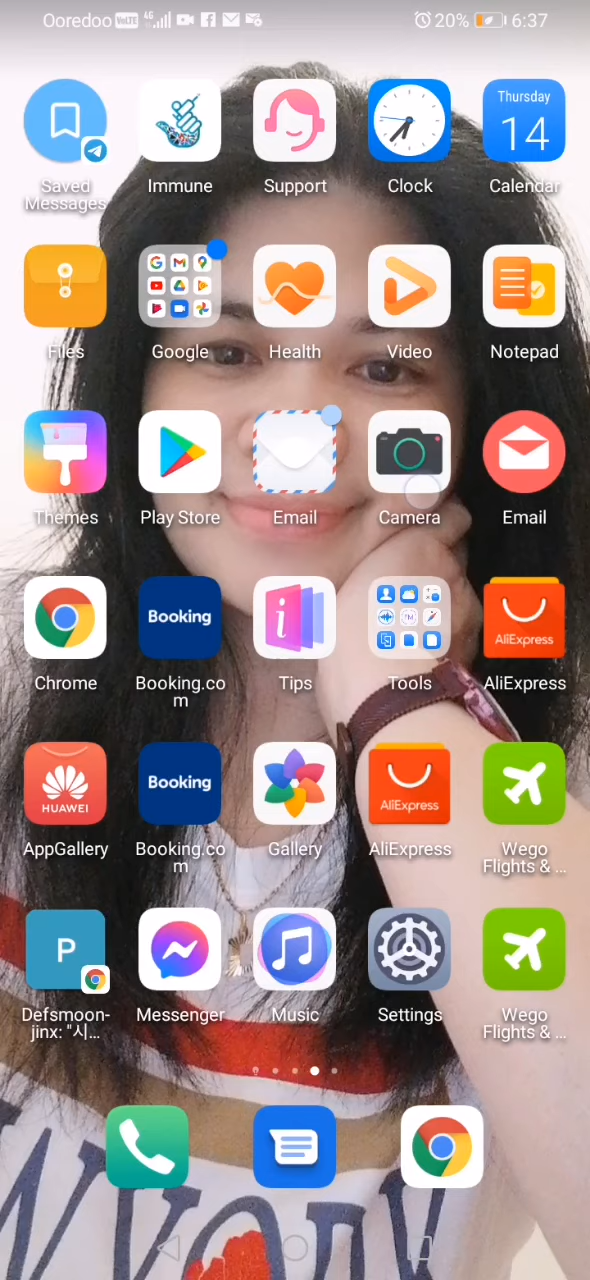 Ooredoo VoLTE 4G 20% 6:37
Thursday
14
Saved Messages
Immune
Support
Clock
Calendar
Files
Google
Health
Video
Notepad
Themes
Play Store
Email
Camera
Email
Booking
AliExpress
Chrome
Booking.co
m
Tips
Tools
AliExpress
HUAWEI
Booking
AliExpress
AppGallery
Booking.co
m
Gallery
AliExpress
Wego
Flights & ...
P
Defsmoon-
jinx: "시...
Messenger
Music
Settings
Wego
Flights & ...